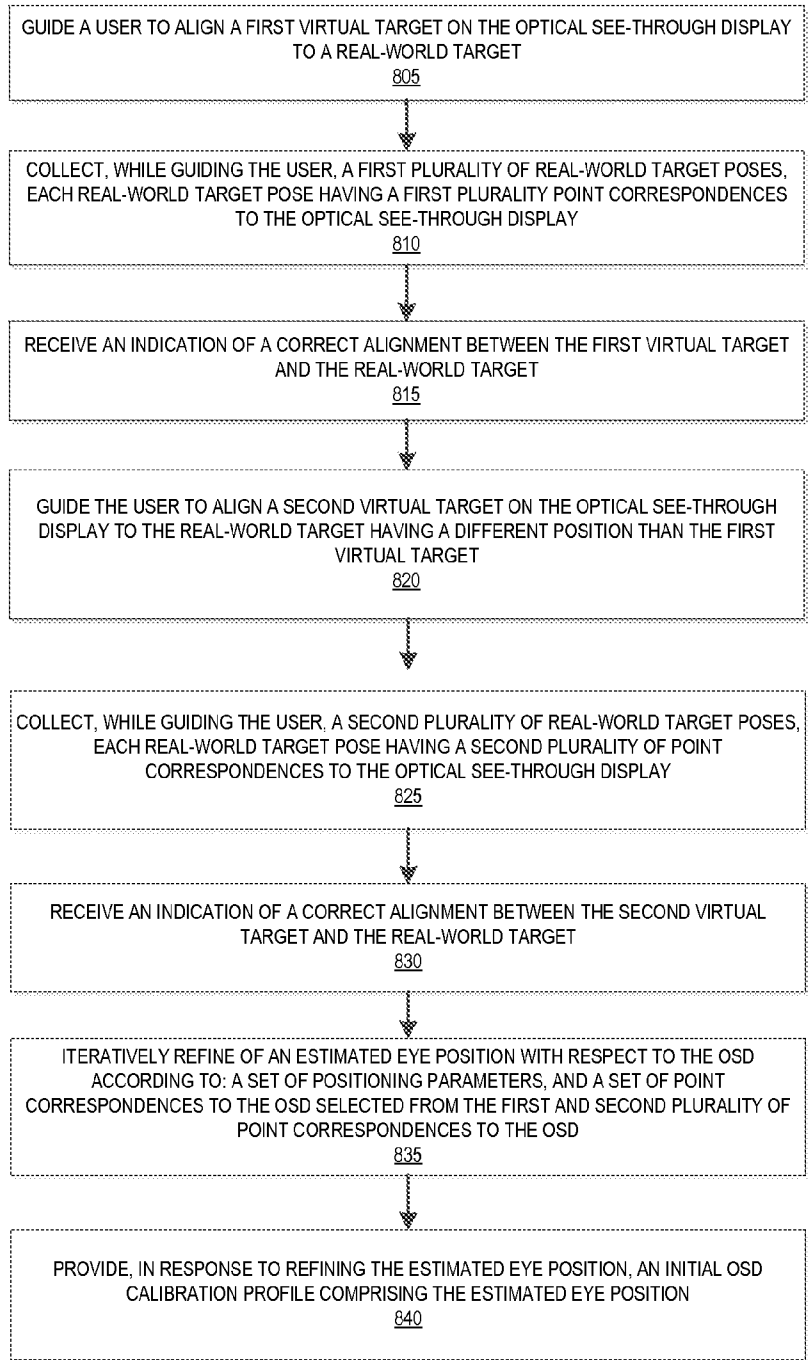 GUIDE A USER TO ALIGN A FIRST VIRTUAL TARGET ON THE OPTICAL SEE-THROUGH DISPLAY
TO A REAL-WORLD TARGET
805
COLLECT, WHILE GUIDING THE USER, A FIRST PLURALITY OF REAL-WORLD TARGET POSES,
EACH REAL-WORLD TARGET POSE HAVING A FIRST PLURALITY POINT CORRESPONDENCES
TO THE OPTICAL SEE-THROUGH DISPLAY
810
RECEIVE AN INDICATION OF A CORRECT ALIGNMENT BETWEEN THE FIRST VIRTUAL TARGET
AND THE REAL-WORLD TARGET
815
GUIDE THE USER TO ALIGN A SECOND VIRTUAL TARGET ON THE OPTICAL SEE-THROUGH
DISPLAY TO THE REAL-WORLD TARGET HAVING A DIFFERENT POSITION THAN THE FIRST
VIRTUAL TARGET
820
COLLECT, WHILE GUIDING THE USER, A SECOND PLURALITY OF REAL-WORLD TARGET POSES,
EACH REAL-WORLD TARGET POSE HAVING A SECOND PLURALITY OF POINT
CORRESPONDENCES TO THE OPTICAL SEE-THROUGH DISPLAY
825
RECEIVE AN INDICATION OF A CORRECT ALIGNMENT BETWEEN THE SECOND VIRTUAL
TARGET AND THE REAL-WORLD TARGET
830
ITERATIVELY REFINE OF AN ESTIMATED EYE POSITION WITH RESPECT TO THE OSD
ACCORDING TO: A SET OF POSITIONING PARAMETERS, AND A SET OF POINT
CORRESPONDENCES TO THE OSD SELECTED FROM THE FIRST AND SECOND PLURALITY OF
POINT CORRESPONDENCES TO THE OSD
835
PROVIDE, IN RESPONSE TO REFINING THE ESTIMATED EYE POSITION, AN INITIAL OSD
CALIBRATION PROFILE COMPRISING THE ESTIMATED EYE POSITION
840